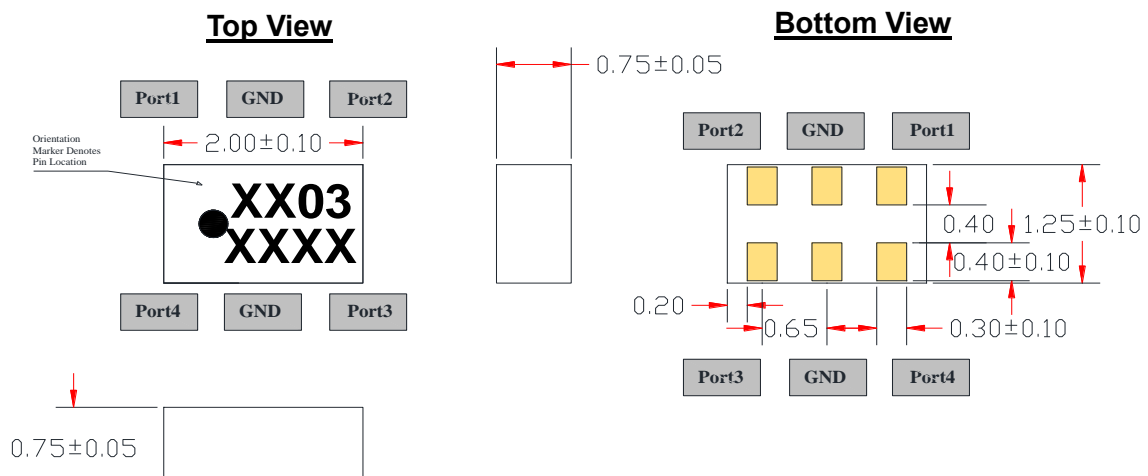 Top View
Port1 GND Port2
Orientation
Marker Denotes
Pin Location
2.00±0.10
XX03
XXXX
Port4 GND Port3
0.75±0.05
0.75±0.05
Bottom View
Port2 GND Port1
0.40
1.25±0.10
0.40±0.10
0.20
0.65
0.30±0.10
Port3 GND Port4